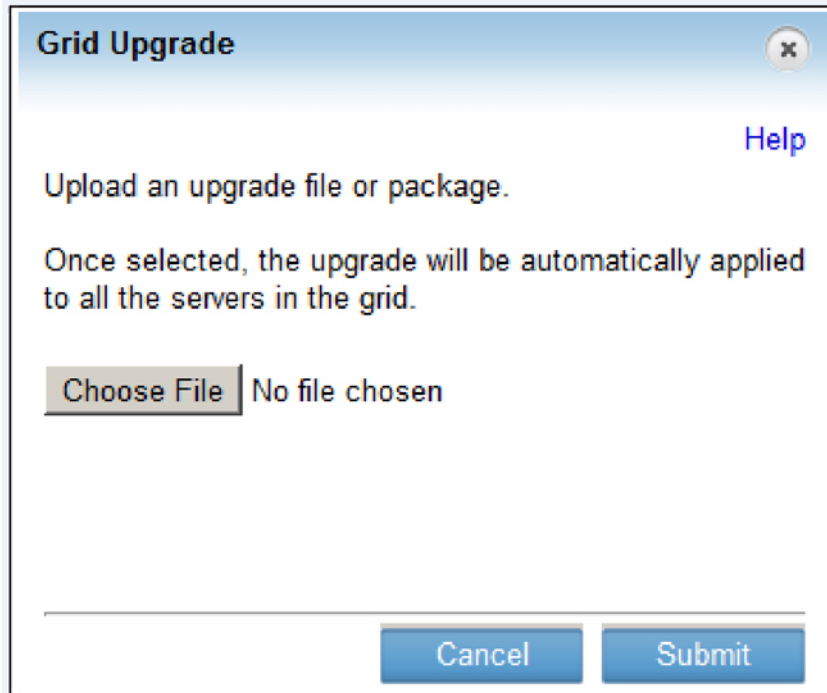 Grid Upgrade
Help
Upload an upgrade file or package.
Once selected, the upgrade will be automatically applied
to all the servers in the grid.
Choose File No file chosen
Cancel Submit